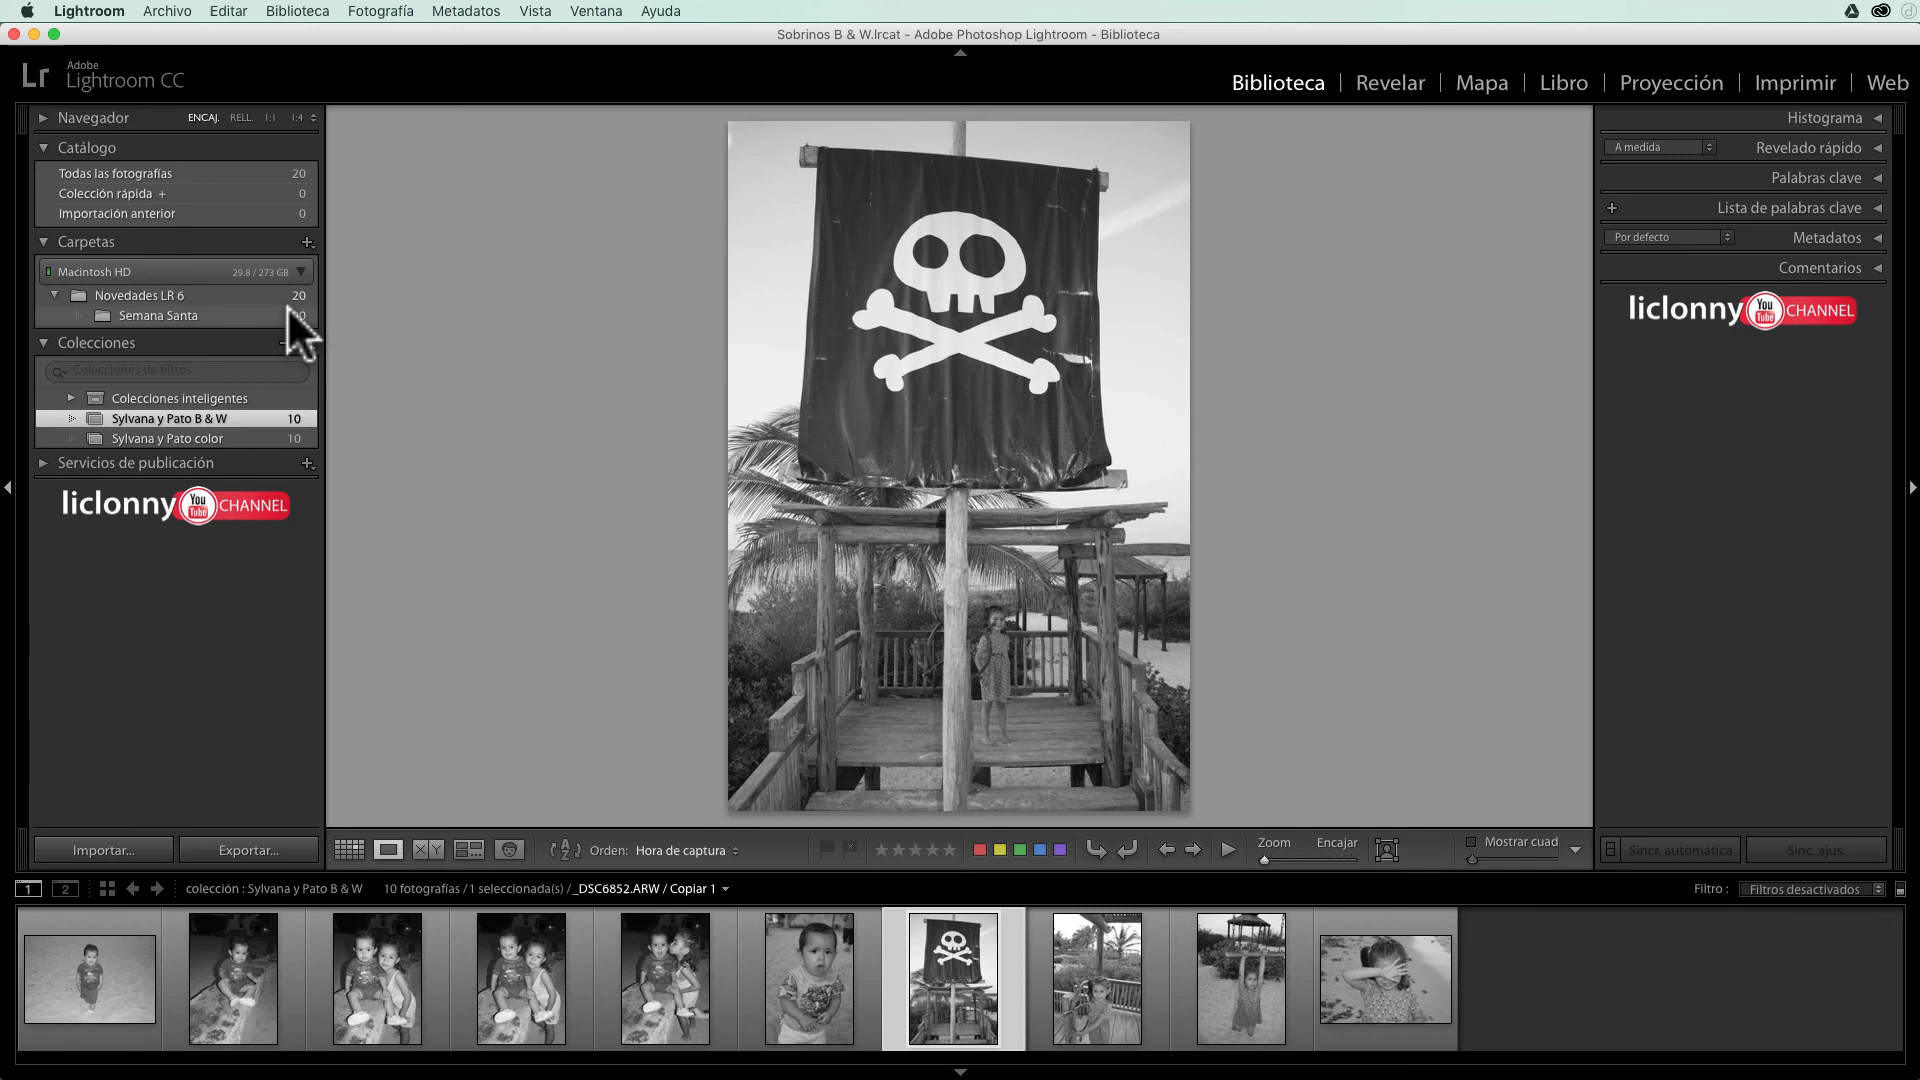 Lightroom Archivo Editar Biblioteca Fotografía Metadatos Vista Ventana Ayuda
Sobrinos B & W.lrcat - Adobe Photoshop Lightroom - Biblioteca
Lr Adobe
Lightroom CC
Biblioteca | Revelar | Mapa | Libro | Proyección | Imprimir | Web
Navegador ENCAJ. RELL. 1:1 1:4
Catálogo
Todas las fotografías 20
Colección rápida + 0
Importación anterior 0
Carpetas
Macintosh HD 29.8 / 273 GB
Novedades LR 6 20
Semana Santa
Colecciones
Colecciones de filtros
Colecciones inteligentes
Sylvana y Pato B & W 10
Sylvana y Pato color 10
Servicios de publicación
liclonny You Tube CHANNEL
Importar... Exportar...
Histograma
A medida Revelado rápido
Palabras clave
Lista de palabras clave
Por defecto Metadatos
Comentarios
liclonny You Tube CHANNEL
XY Orden: Hora de captura Zoom Encajar Mostrar cuad
Sincr. automática Sinc. ajus.
1 2 colección : Sylvana y Pato B & W 10 fotografías / 1 seleccionada(s) / _DSC6852.ARW / Copiar 1 Filtro : Filtros desactivados